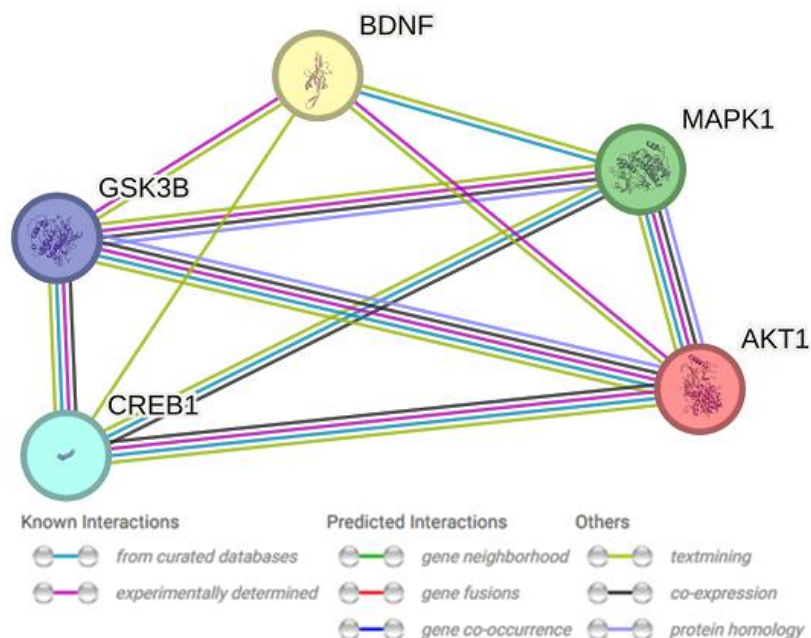 BDNF
MAPK1
GSK3B
AKT1
CREB1
Known Interactions
Predicted Interactions
Others
from curated databases
gene neighborhood
textmining
experimentally determined
gene fusions
co-expression
gene co-occurrence
protein homology